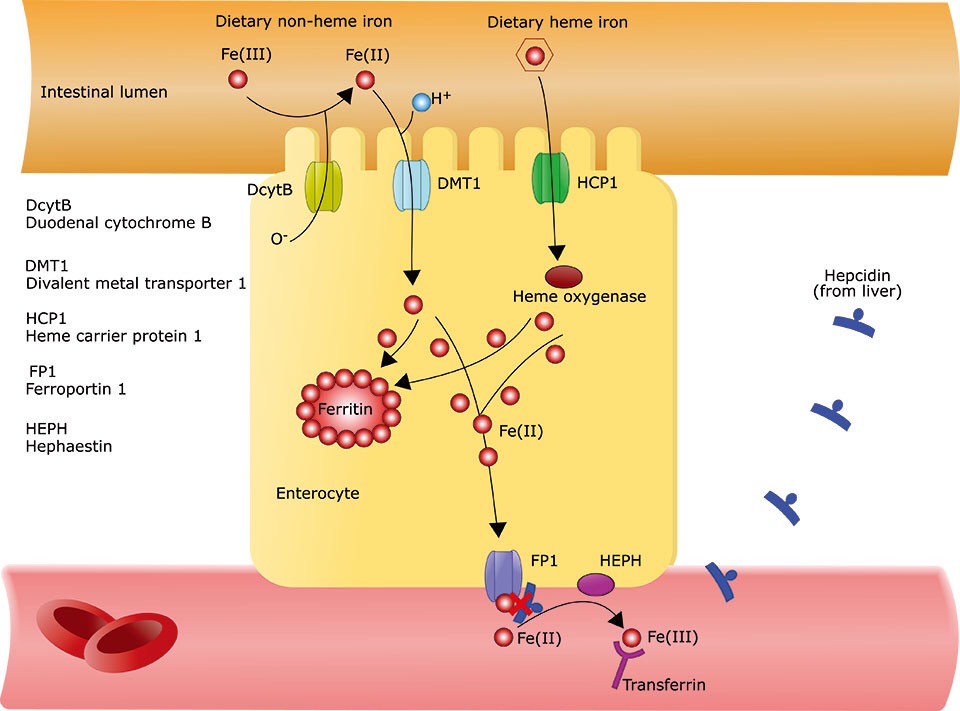 Dietary non-heme iron
Dietary heme iron
Fe(III)
Fe(II)
Intestinal lumen
H+
DcytB
DMT1
HCP1
O-
DcytB
Duodenal cytochrome B
DMT1
Divalent metal transporter 1
HCP1
Heme carrier protein 1
FP1
Ferroportin 1
HEPH
Hephaestin
Hepcidin
(from liver)
Heme oxygenase
Ferritin
Fe(II)
Enterocyte
FP1
HEPH
Fe(II)
Fe(III)
Transferrin